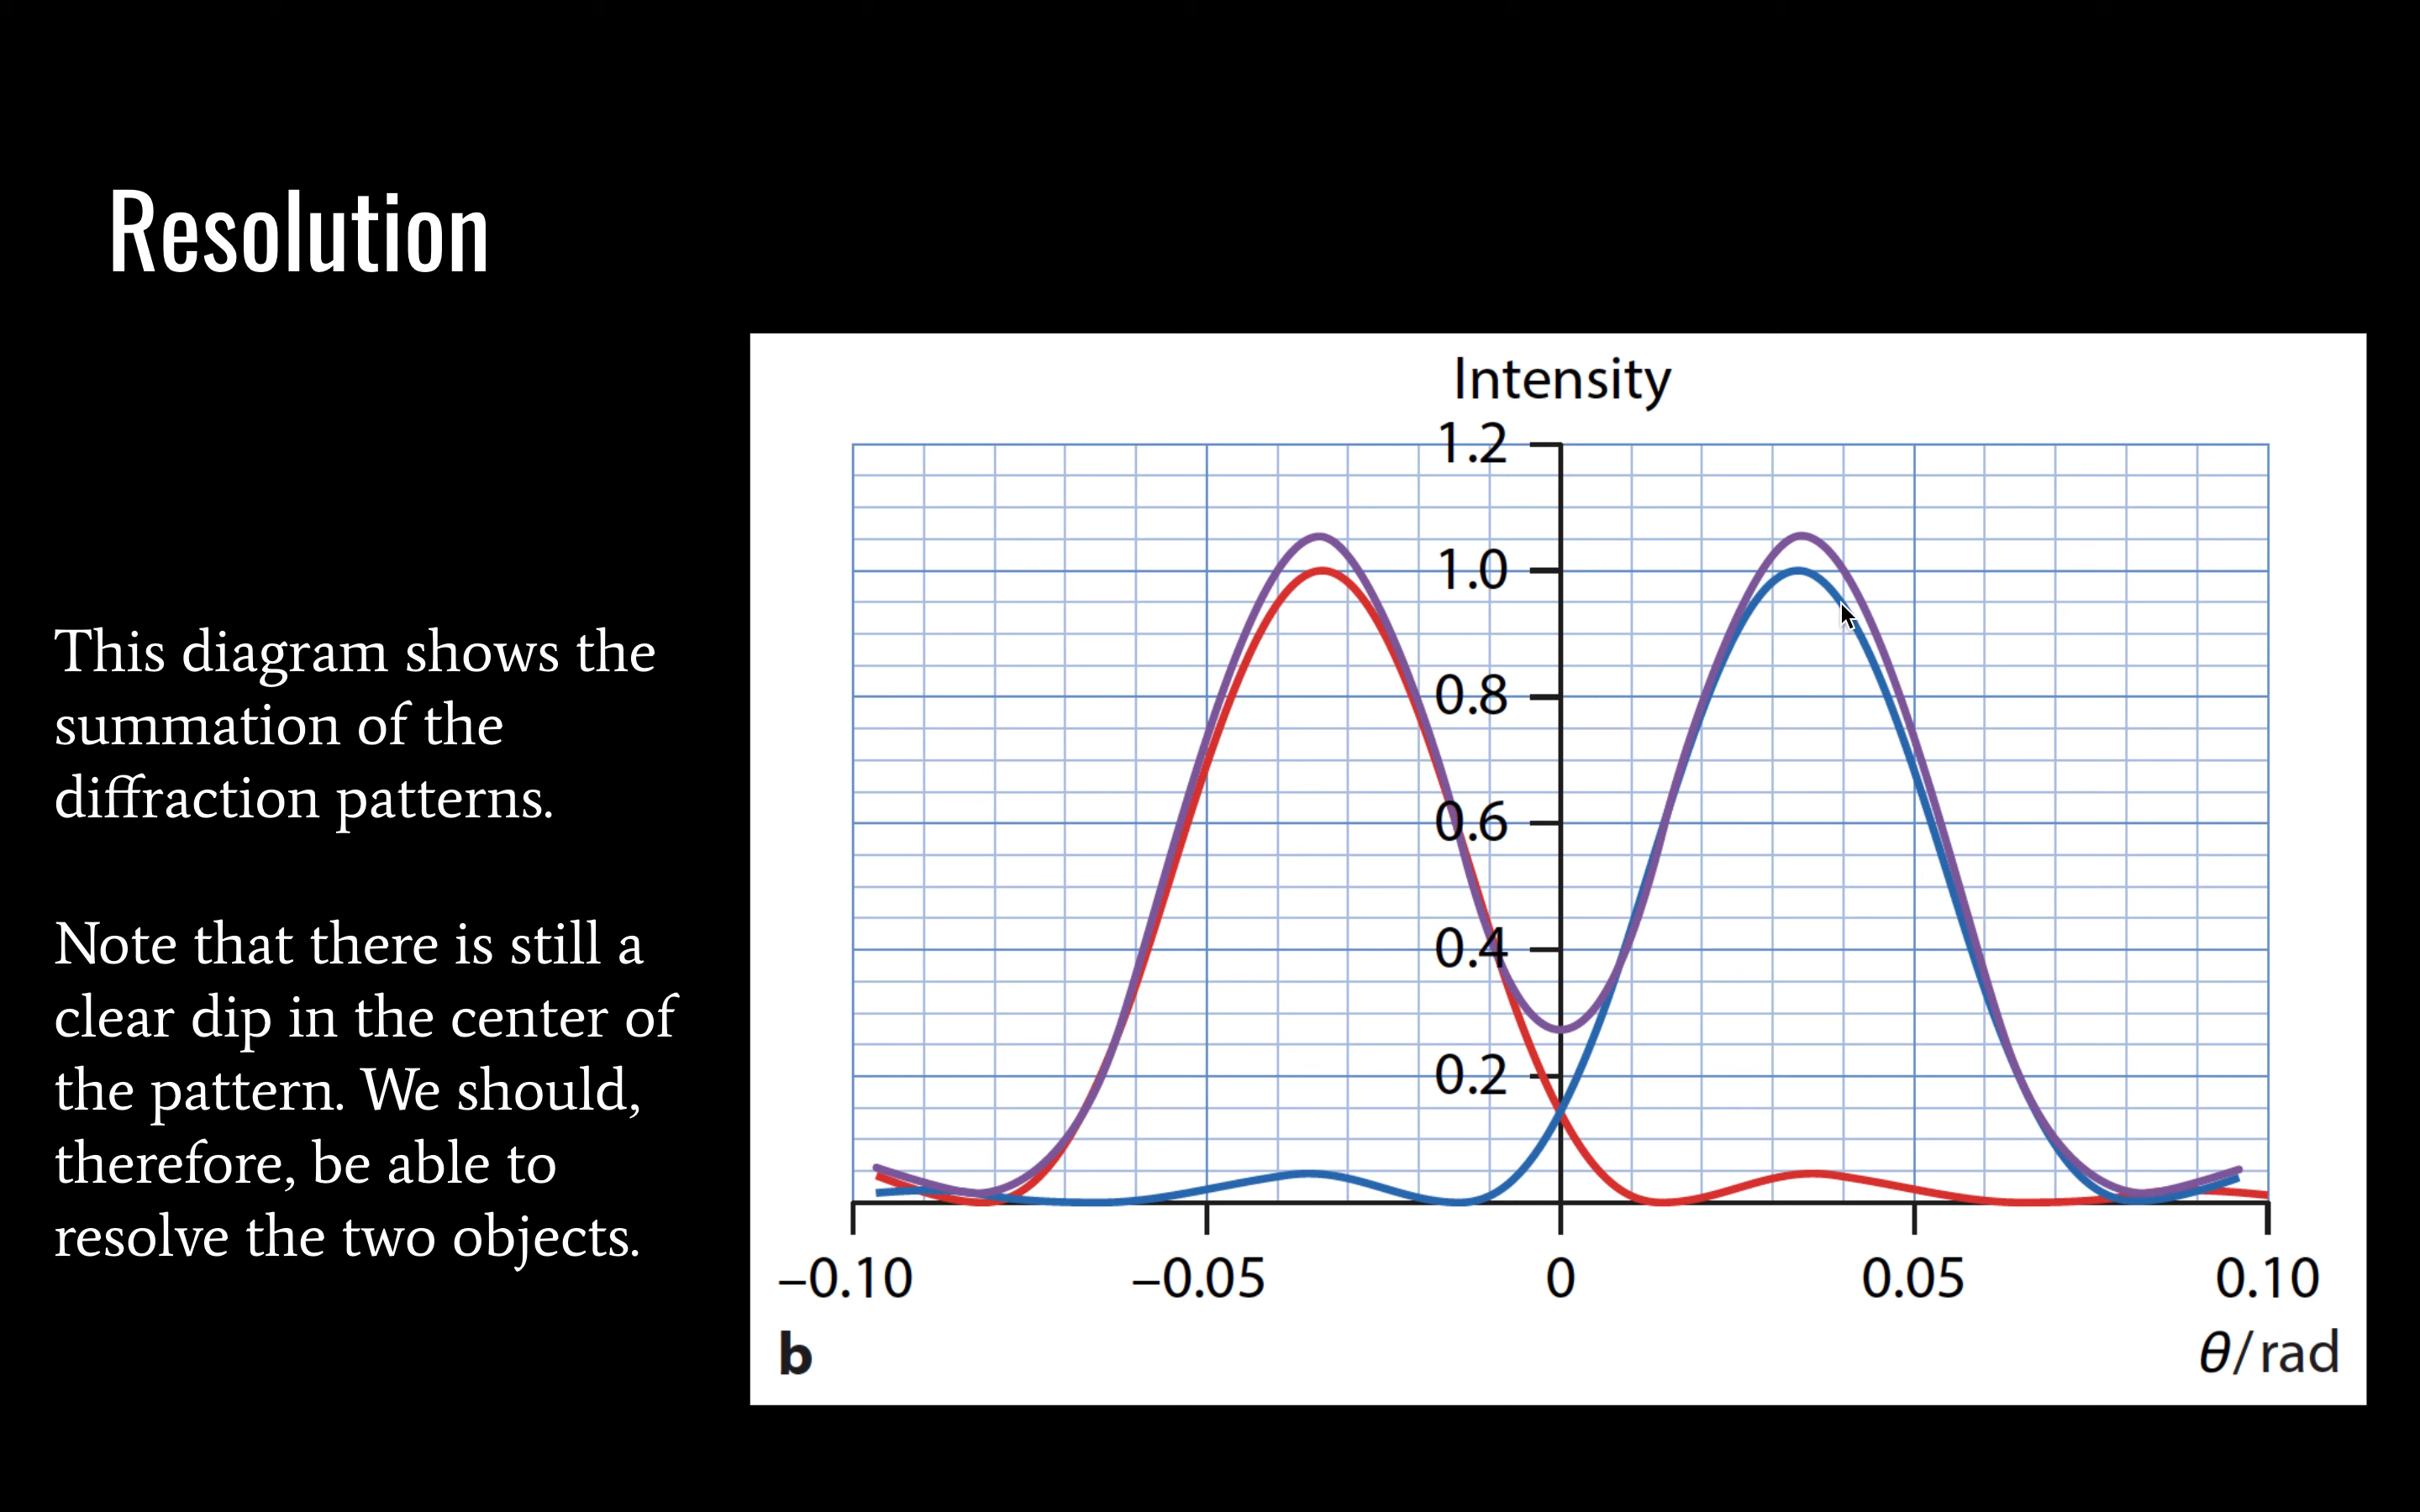 Resolution
This diagram shows the
summation of the
diffraction patterns.
Note that there is still a
clear dip in the center of
the pattern. We should,
therefore, be able to
resolve the two objects.
Intensity
1.2
1.0
0.8
0.6
0.4
0.2
–0.10 –0.05 0 0.05 0.10
b θ/rad